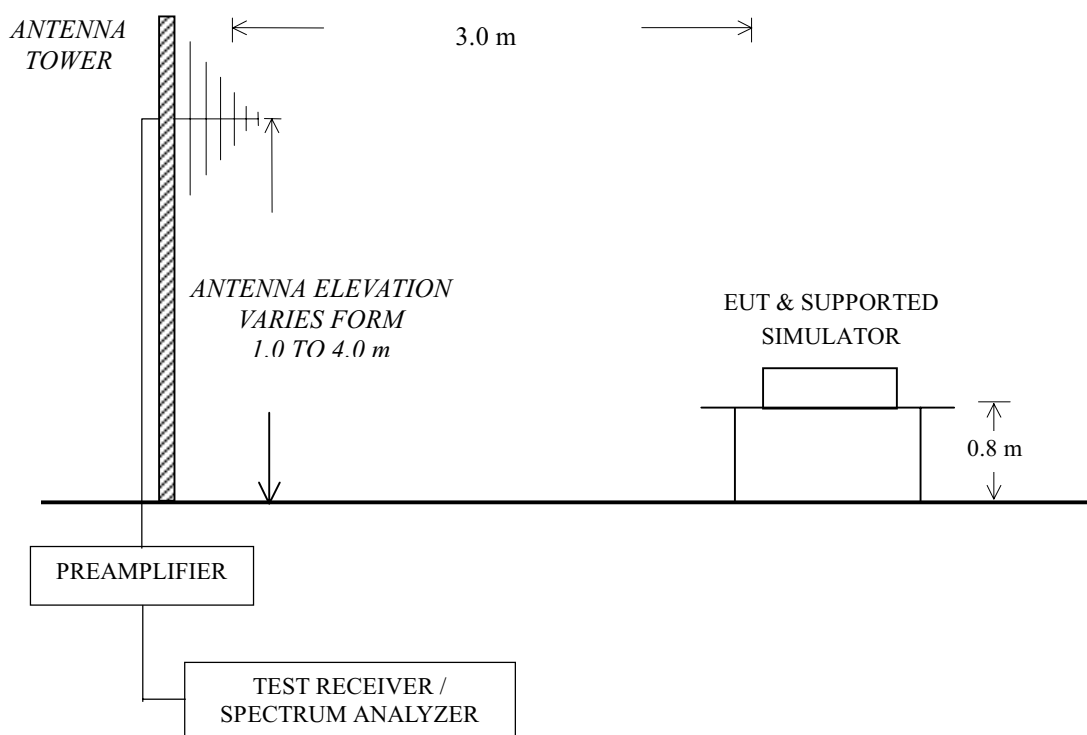 ANTENNA
TOWER
3.0 m
ANTENNA ELEVATION
VARIES FORM
1.0 TO 4.0 m
EUT & SUPPORTED
SIMULATOR
0.8 m
PREAMPLIFIER
TEST RECEIVER /
SPECTRUM ANALYZER